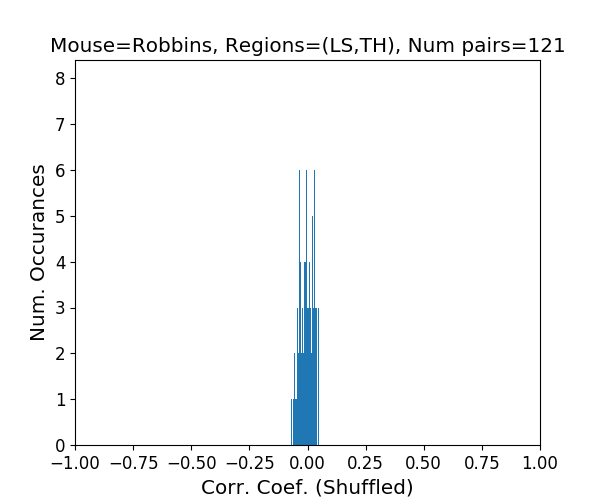 Mouse=Robbins, Regions=(LS,TH), Num pairs=121
8
7
6
5
4
3
2
1
0
Num. Occurances
−1.00 −0.75 −0.50 −0.25 0.00 0.25 0.50 0.75 1.00
Corr. Coef. (Shuffled)